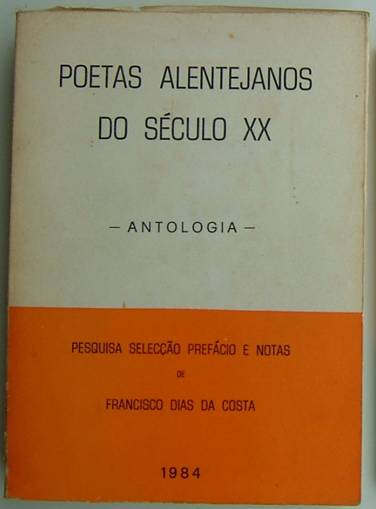 POETAS ALENTEJANOS
DO SÉCULO XX
– ANTOLOGIA –
PESQUISA SELECÇÃO PREFÁCIO E NOTAS
DE
FRANCISCO DIAS DA COSTA
1984